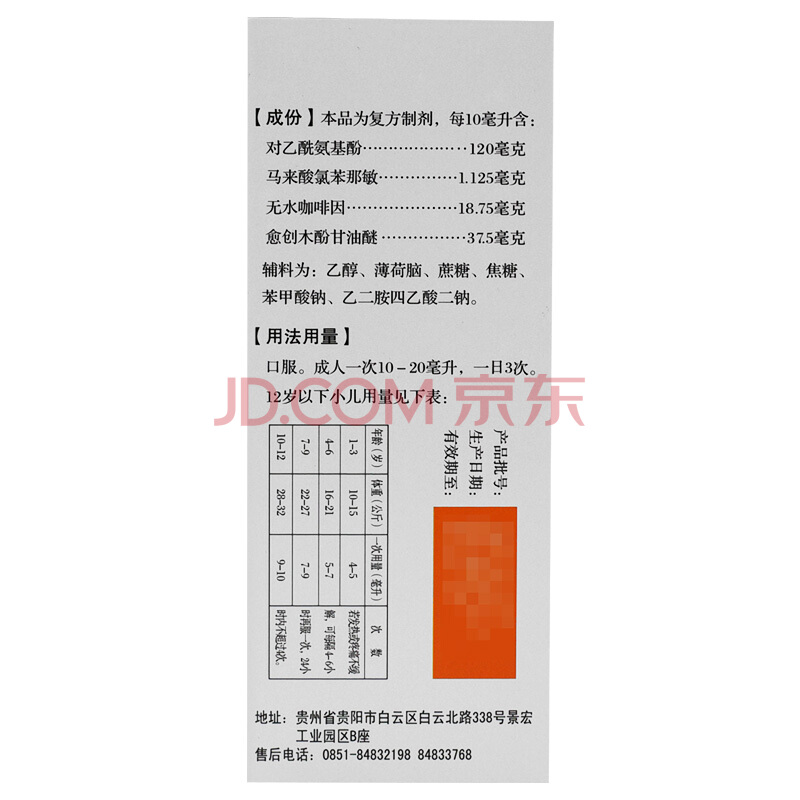 【成份】本品为复方制剂，每10毫升含：
对乙酰氨基酚····················120毫克
马来酸氯苯那敏···············1.125毫克
无水咖啡因·····················18.75毫克
愈创木酚甘油醚················37.5毫克
辅料为：乙醇、薄荷脑、蔗糖、焦糖、
苯甲酸钠、乙二胺四乙酸二钠。
【用法用量】
口服。成人一次10－20毫升，一日3次。
12岁以下小儿用量见下表：
JD.COM 京东
年龄（岁） 体重（公斤） 一次用量（毫升） 次 数
1-3 10-15 4-5 若发热或疼痛不缓
4-6 16-21 5-7 解，可每隔4-6小
7-9 22-27 7-9 时再服一次，24小
10-12 28-32 9-10 时内不超过4次。
产品批号：
生产日期：
有效期至：
地址：贵州省贵阳市白云区白云北路338号景宏
工业园区B座
售后电话：0851-84832198 84833768